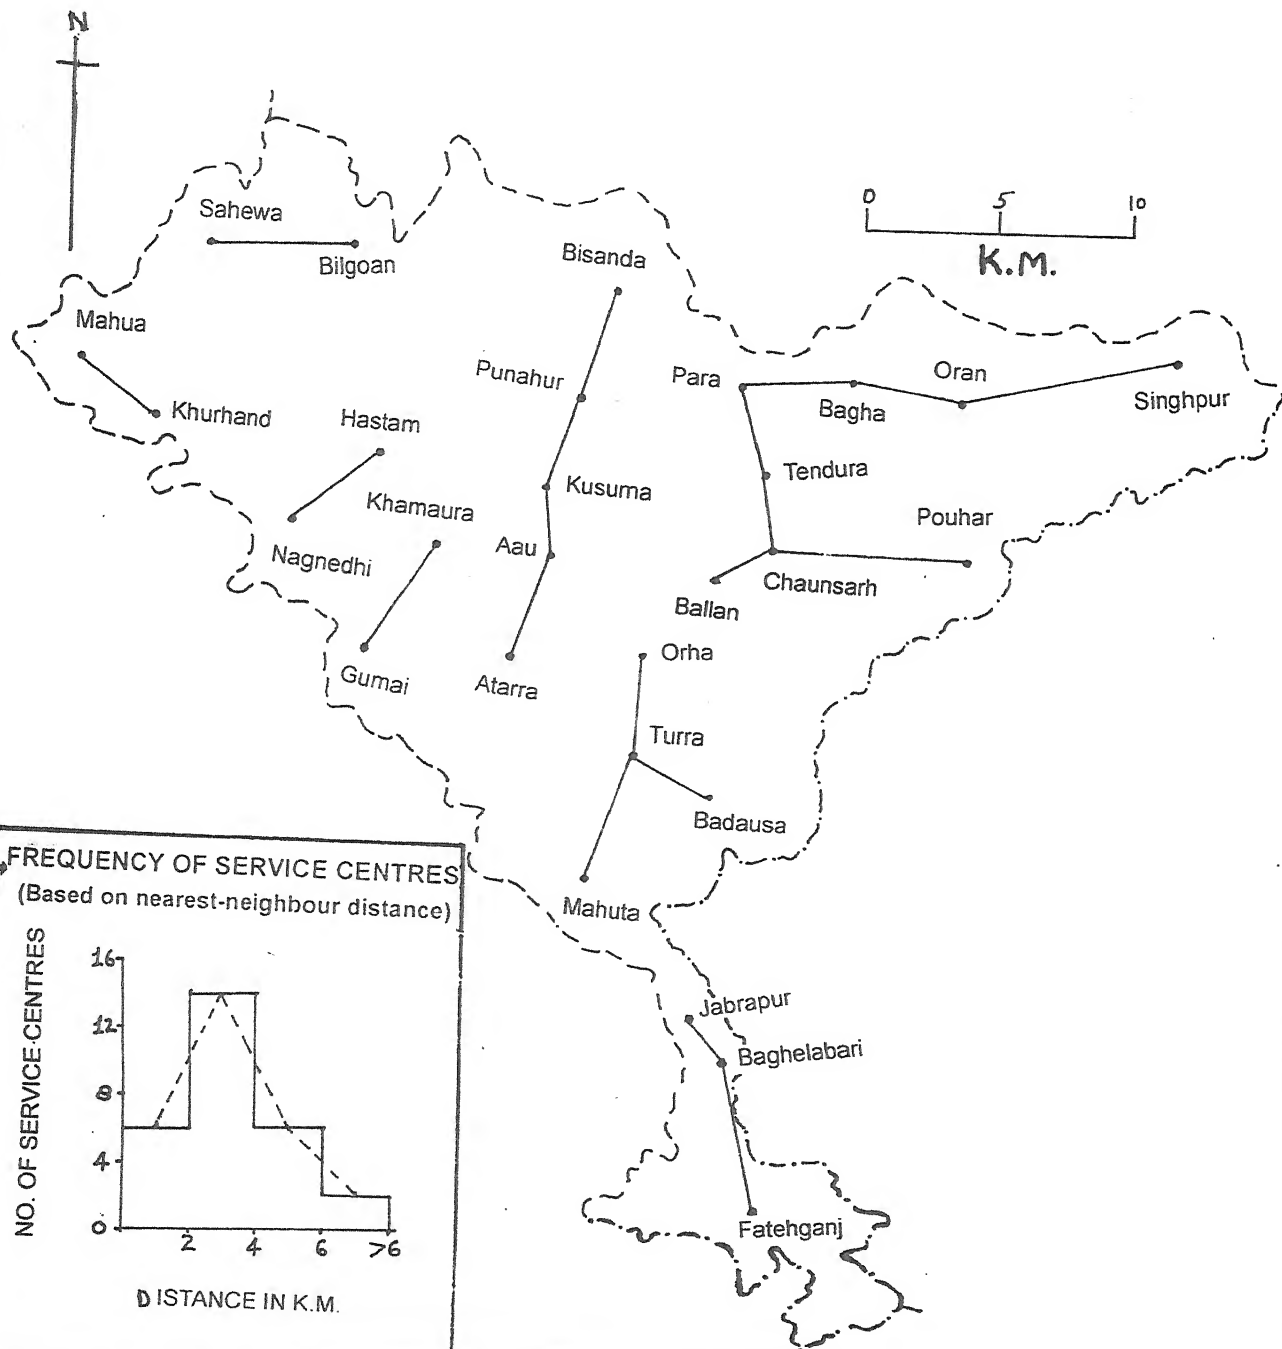 N
0 5 10
K.M.
Sahewa
Bilgoan
Bisanda
Mahua
Punahur
Para
Oran
Bagha
Singhpur
Khurhand
Hastam
Tendura
Kusuma
Khamaura
Pouhar
Aau
Nagnedhi
Chaunsarh
Ballan
Orha
Gumai
Atarra
Turra
Badausa
Mahuta
Jabrapur
Baghelabari
Fatehganj
FREQUENCY OF SERVICE CENTRES
(Based on nearest-neighbour distance)
NO. OF SERVICE CENTRES
16
12
8
4
0
2 4 6 >6
DISTANCE IN K.M.